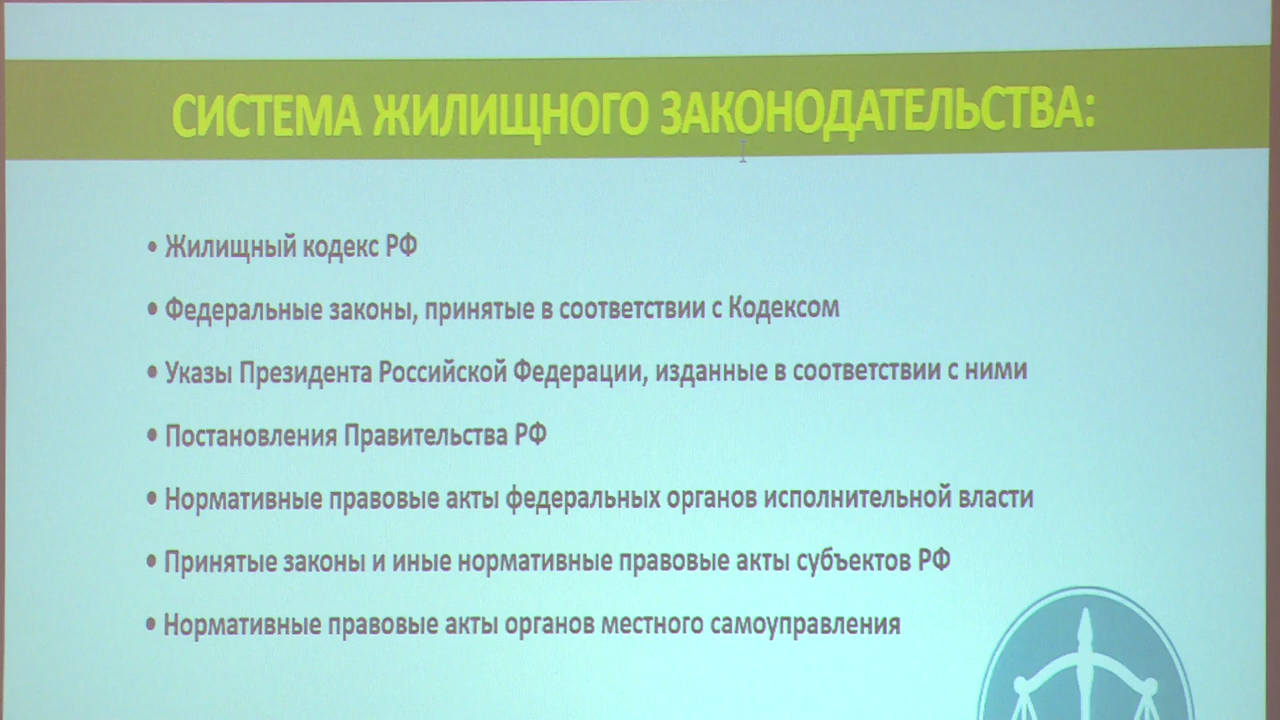 СИСТЕМА ЖИЛИЩНОГО ЗАКОНОДАТЕЛЬСТВА:
• Жилищный кодекс РФ
• Федеральные законы, принятые в соответствии с Кодексом
• Указы Президента Российской Федерации, изданные в соответствии с ними
• Постановления Правительства РФ
• Нормативные правовые акты федеральных органов исполнительной власти
• Принятые законы и иные нормативные правовые акты субъектов РФ
• Нормативные правовые акты органов местного самоуправления